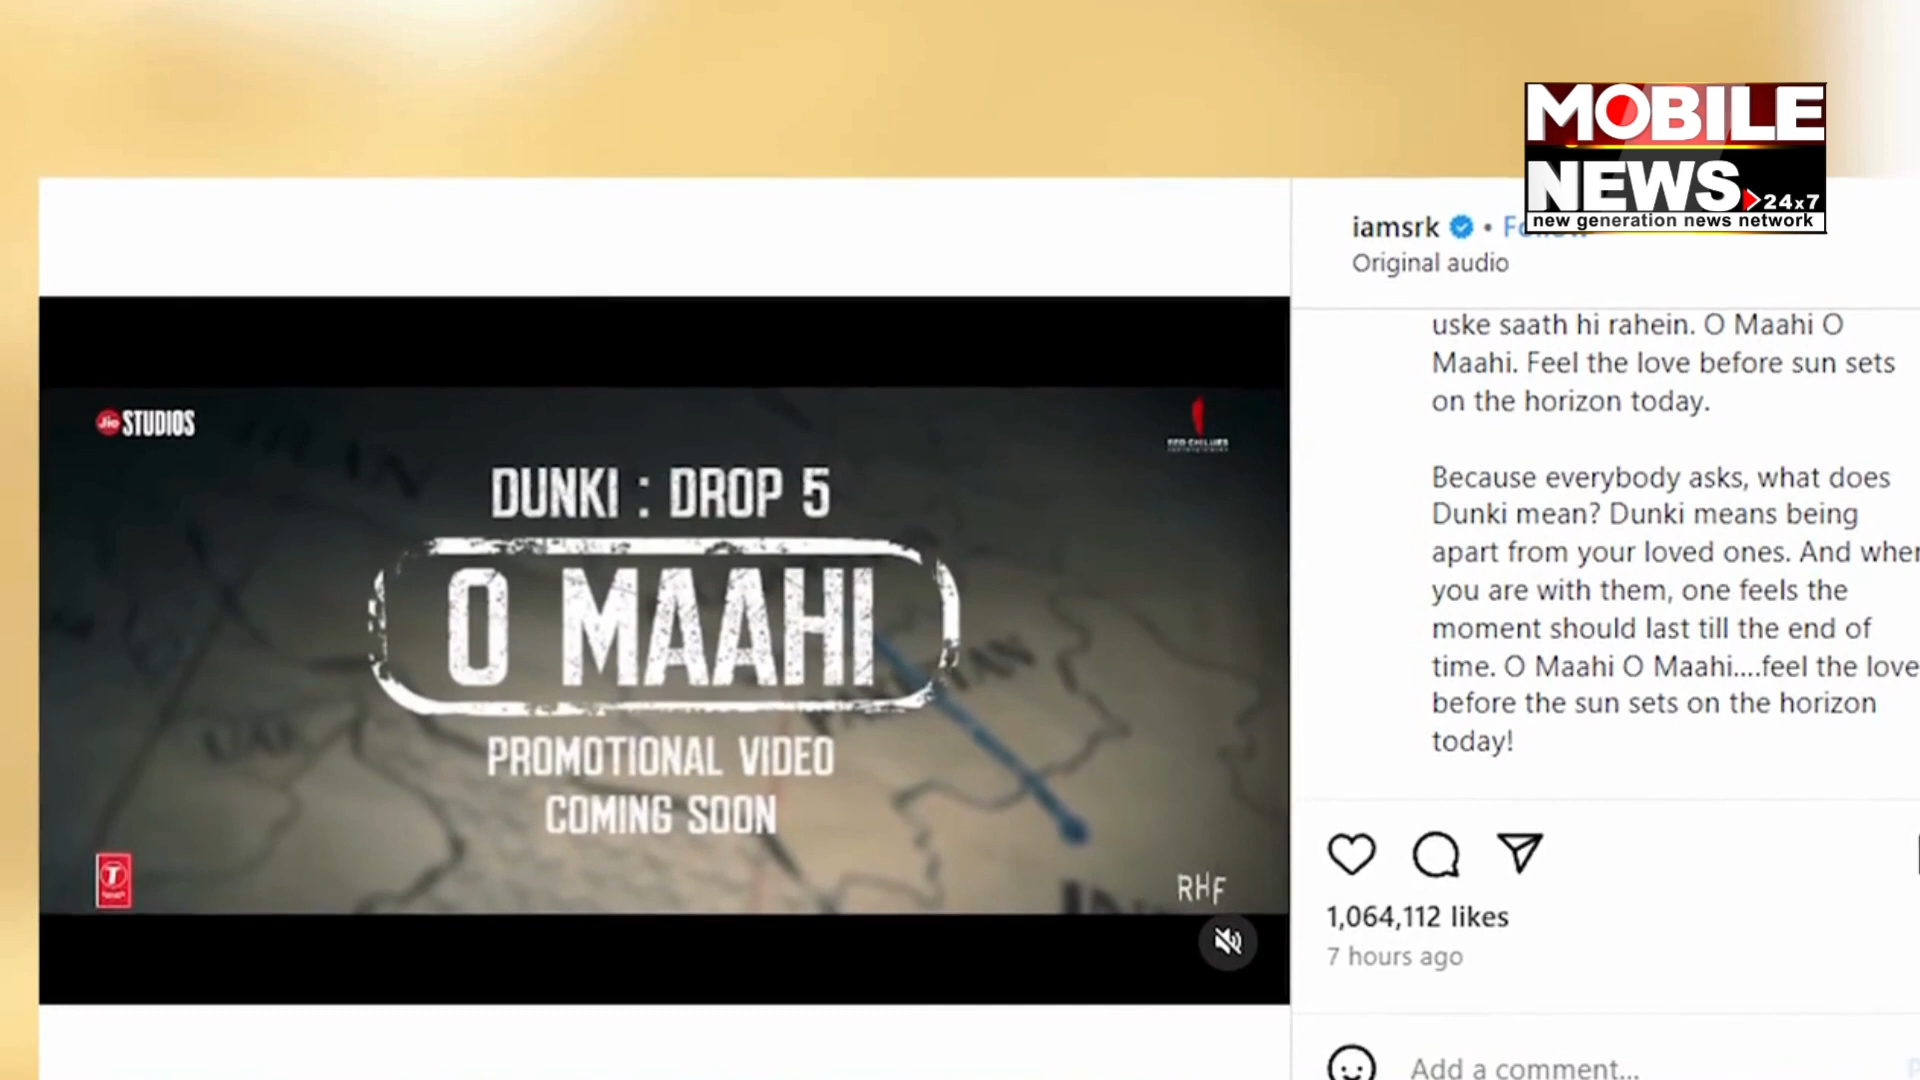 MOBILE
NEWS
24x7
new generation news network
iamsrk •
Original audio
uske saath hi rahein. O Maahi O
Maahi. Feel the love before sun sets
on the horizon today.
Because everybody asks, what does
Dunki mean? Dunki means being
apart from your loved ones. And when
you are with them, one feels the
moment should last till the end of
time. O Maahi O Maahi....feel the love
before the sun sets on the horizon
today!
1,064,112 likes
7 hours ago
Add a comment...
Jio STUDIOS
RED CHILLIES
DUNKI : DROP 5
O MAAHI
PROMOTIONAL VIDEO
COMING SOON
T
RHF